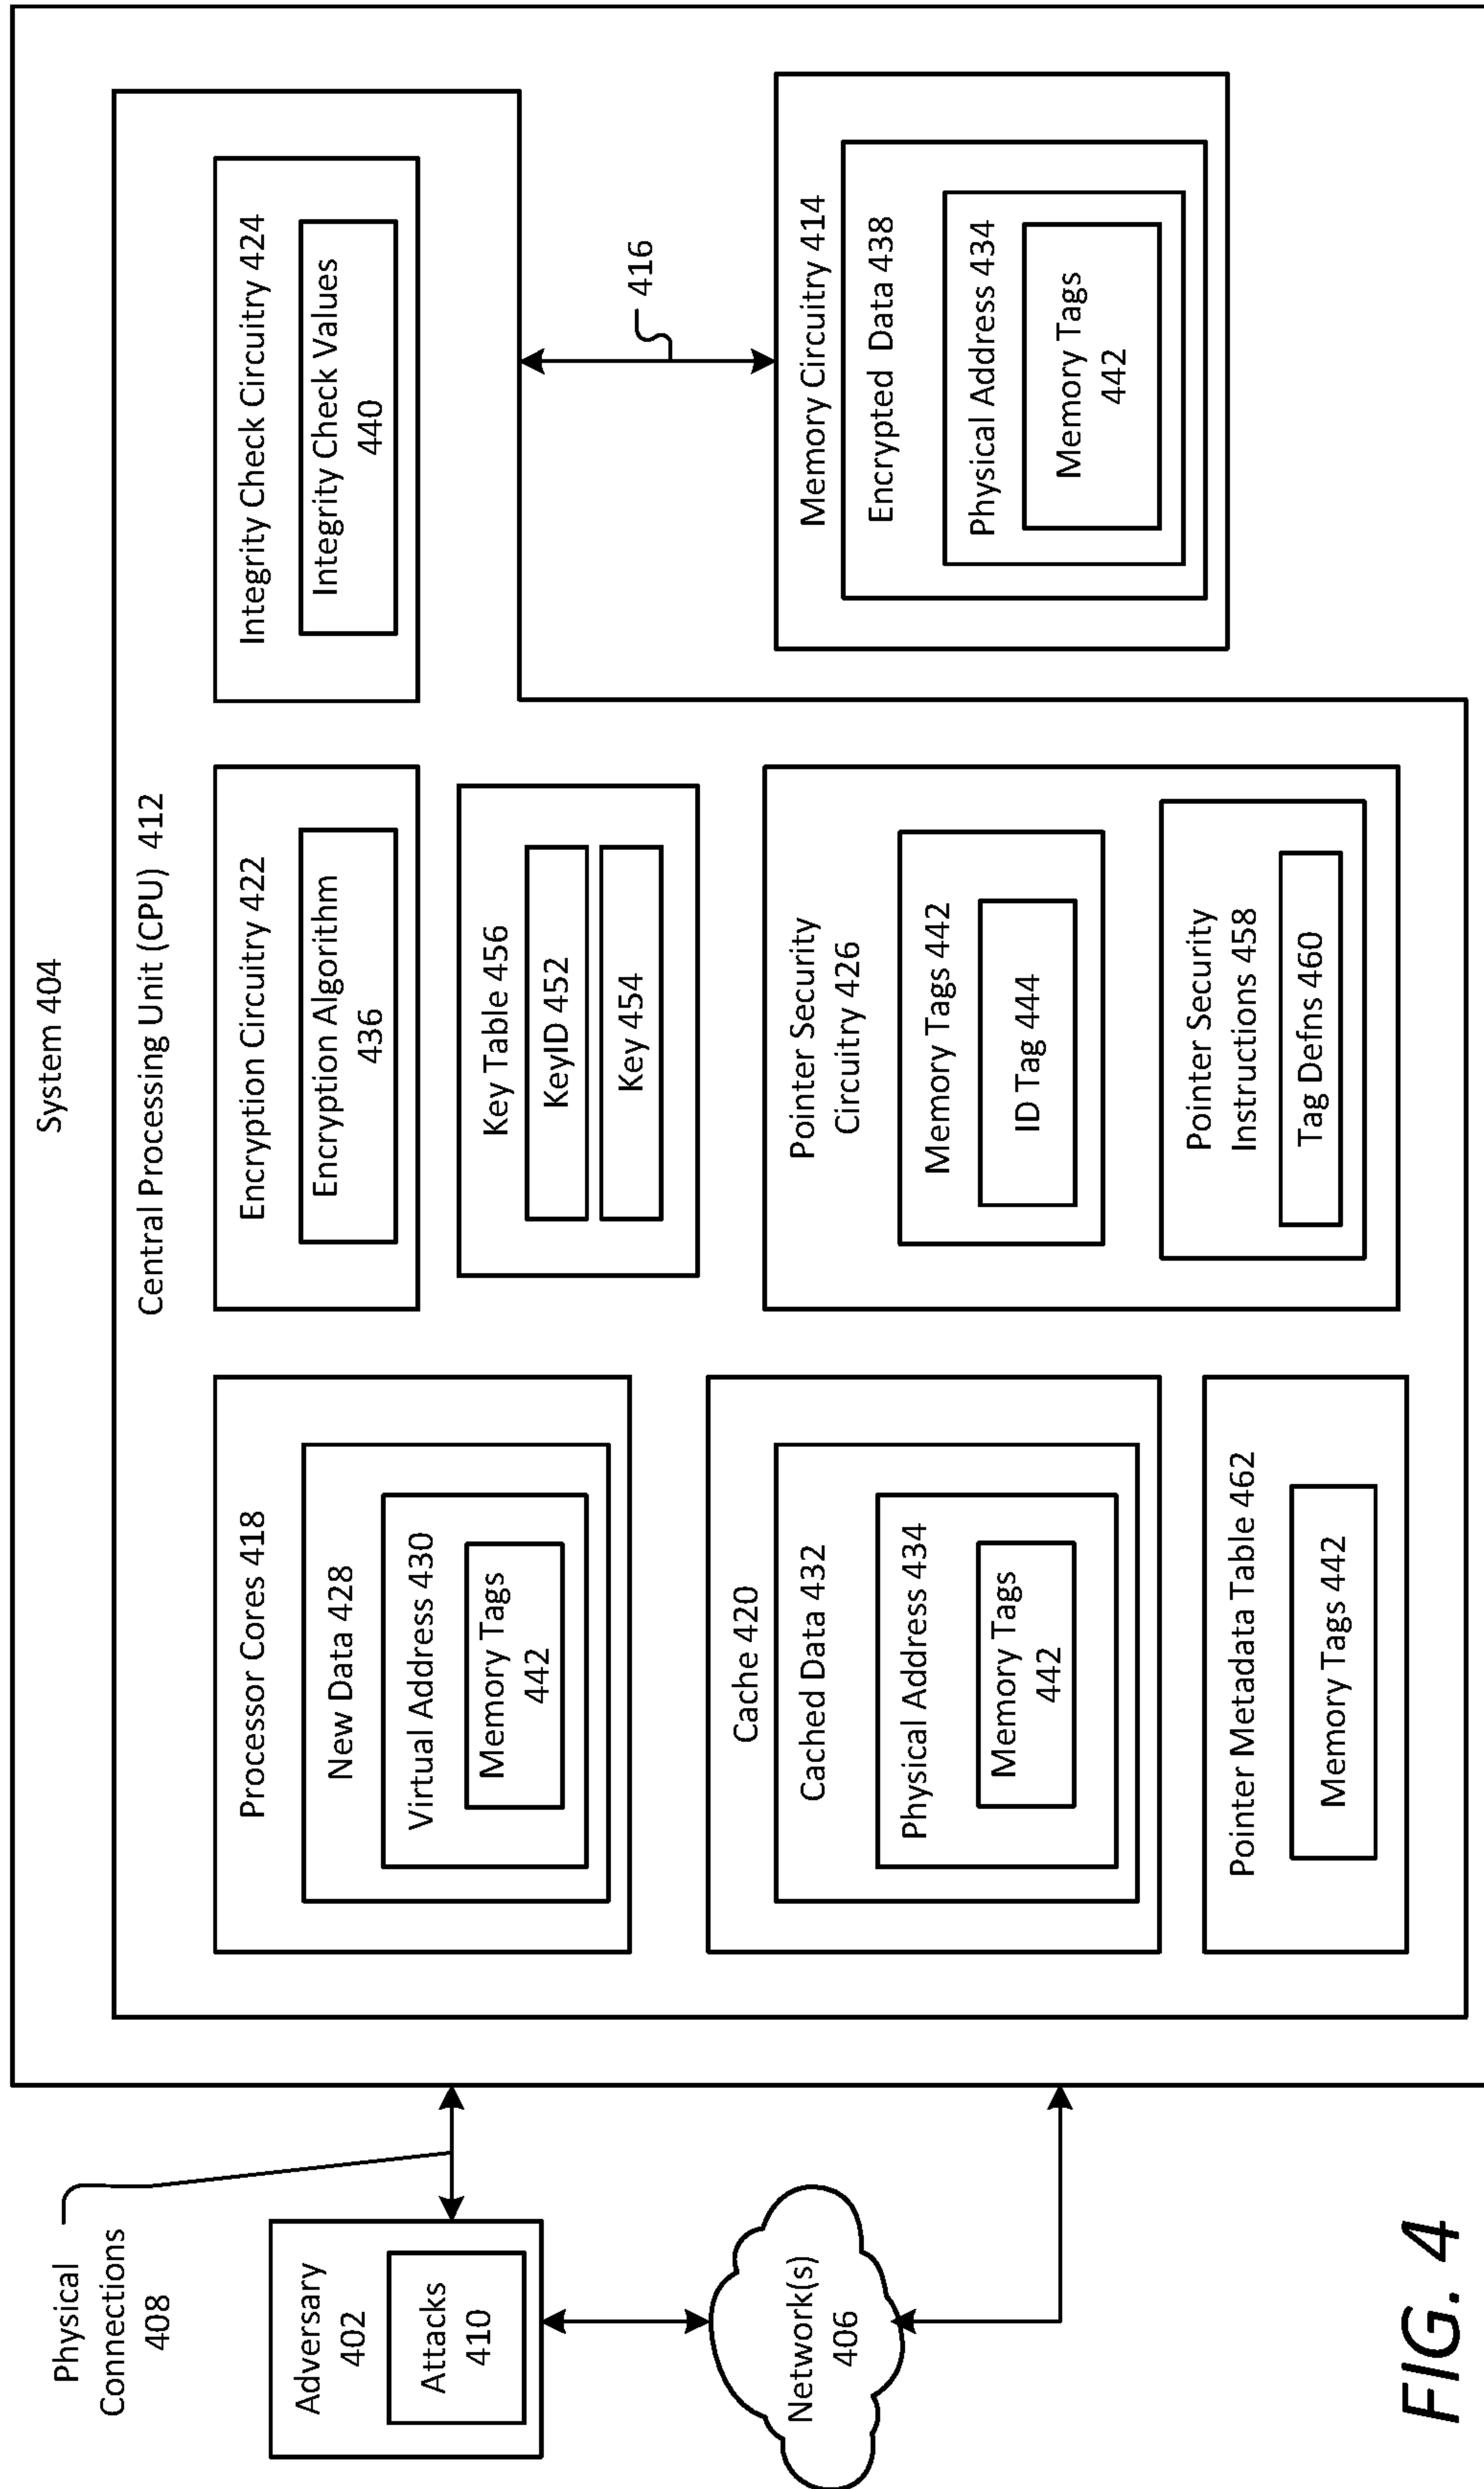 System 404
Central Processing Unit (CPU) 412
Physical
Connections
408
Adversary
402
Attacks
410
Network(s)
406
Processor Cores 418
New Data 428
Virtual Address 430
Memory Tags
442
Cache 420
Cached Data 432
Physical Address 434
Memory Tags
442
Pointer Metadata Table 462
Memory Tags 442
Encryption Circuitry 422
Encryption Algorithm
436
Key Table 456
KeyID 452
Key 454
Pointer Security
Circuitry 426
Memory Tags 442
ID Tag 444
Pointer Security
Instructions 458
Tag Defns 460
Integrity Check Circuitry 424
Integrity Check Values
440
416
Memory Circuitry 414
Encrypted Data 438
Physical Address 434
Memory Tags
442
FIG. 4